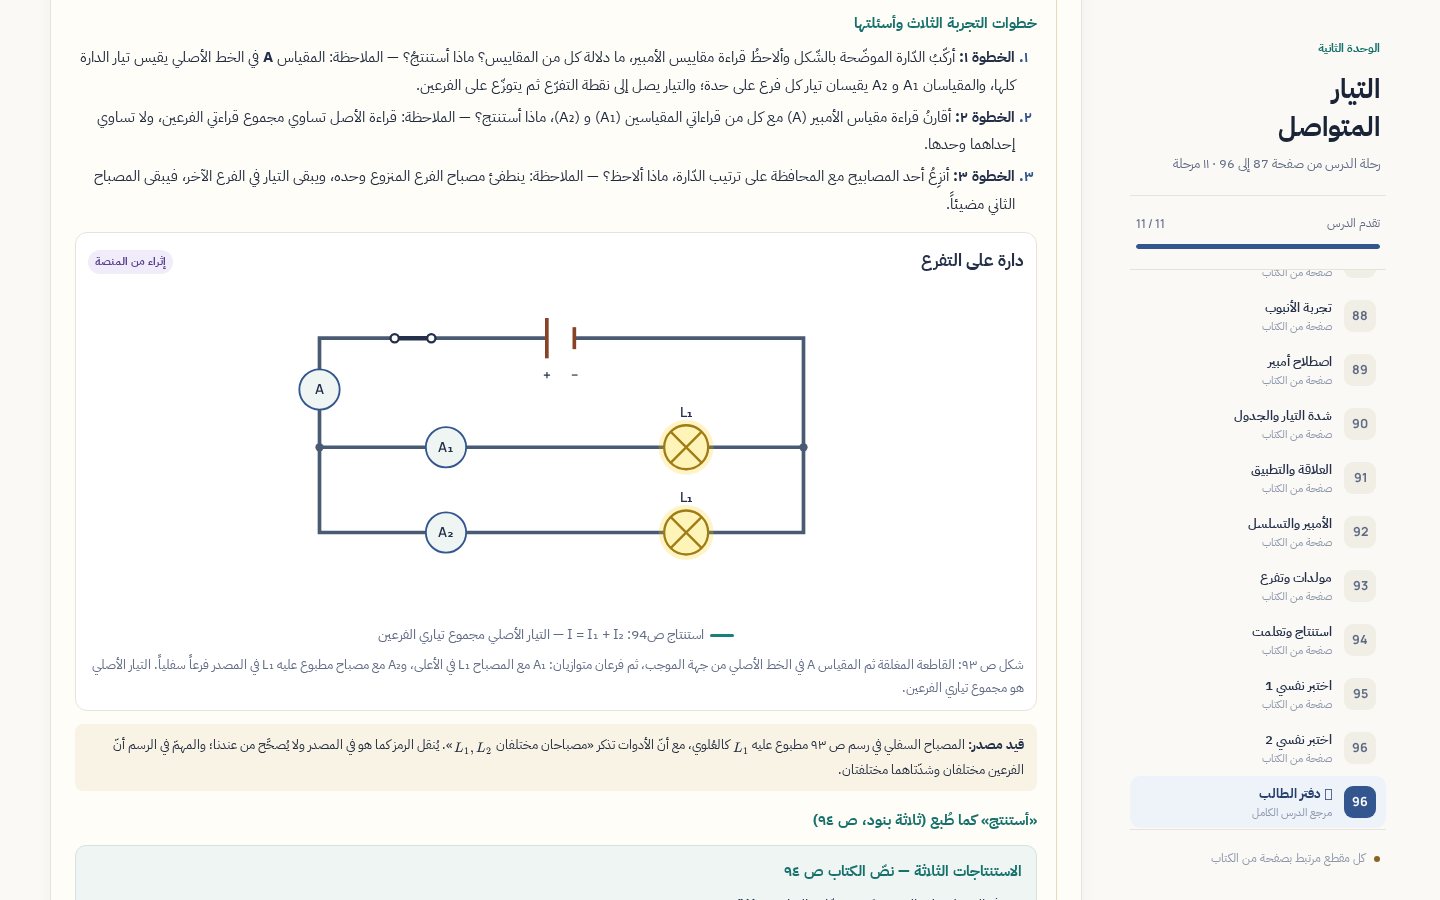 الوحدة الثانية
التيار
المتواصل
رحلة الدرس من صفحة 87 إلى 96 · ١١ مرحلة
تقدم الدرس
11 / 11
صفحة من الكتاب
88
تجربة الأنبوب
صفحة من الكتاب
89
اصطلاح أمبير
صفحة من الكتاب
90
شدة التيار والجدول
صفحة من الكتاب
91
العلاقة والتطبيق
صفحة من الكتاب
92
الأمبير والتسلسل
صفحة من الكتاب
93
مولدات وتفرع
صفحة من الكتاب
94
استنتاج وتعلمت
صفحة من الكتاب
95
اختبر نفسي 1
صفحة من الكتاب
96
اختبر نفسي 2
صفحة من الكتاب
96
دفتر الطالب
مرجع الدرس الكامل
كل مقطع مرتبط بصفحة من الكتاب
خطوات التجربة الثلاث وأسئلتها
١. الخطوة ١: أركّبُ الدّارة الموضّحة بالشّكل وألاحظُ قراءة مقاييس الأمبير، ما دلالة كل من المقاييس؟ ماذا أستنتجُ؟ — الملاحظة: المقياس A في الخط الأصلي يقيس تيار الدارة
كلها، والمقياسان A₁ و A₂ يقيسان تيار كل فرع على حدة؛ والتيار يصل إلى نقطة التفرّع ثم يتوزّع على الفرعين.
٢. الخطوة ٢: أقارنُ قراءة مقياس الأمبير (A) مع كل من قراءاتي المقياسين (A₁) و (A₂)، ماذا أستنتج؟ — الملاحظة: قراءة الأصل تساوي مجموع قراءتي الفرعين، ولا تساوي
إحداهما وحدها.
٣. الخطوة ٣: أنزِعُ أحد المصابيح مع المحافظة على ترتيب الدّارة، ماذا ألاحظ؟ — الملاحظة: ينطفئ مصباح الفرع المنزوع وحده، ويبقى التيار في الفرع الآخر، فيبقى المصباح
الثاني مضيئاً.
دارة على التفرع
إثراء من المنصة
+ −
A
L₁
A₁
L₁
A₂
استنتاج ص94: I = I₁ + I₂ — التيار الأصلي مجموع تياري الفرعين
شكل ص ٩٣: القاطعة المغلقة ثم المقياس A في الخط الأصلي من جهة الموجب، ثم فرعان متوازيان: A₁ مع المصباح L₁ في الأعلى، وA₂ مع مصباح مطبوع عليه L₁ في المصدر فرعاً سفلياً. التيار الأصلي
هو مجموع تياري الفرعين.
قيد مصدر: المصباح السفلي في رسم ص ٩٣ مطبوع عليه L₁ كالعُلوي، مع أنّ الأدوات تذكر «مصباحان مختلفان L₁, L₂». يُنقل الرمز كما هو في المصدر ولا يُصحَّح من عندنا؛ والمهمّ في الرسم أنّ
الفرعين مختلفان وشدّتاهما مختلفتان.
«أستنتج» كما طُبع (ثلاثة بنود، ص ٩٤)
الاستنتاجات الثلاثة — نصّ الكتاب ص ٩٤